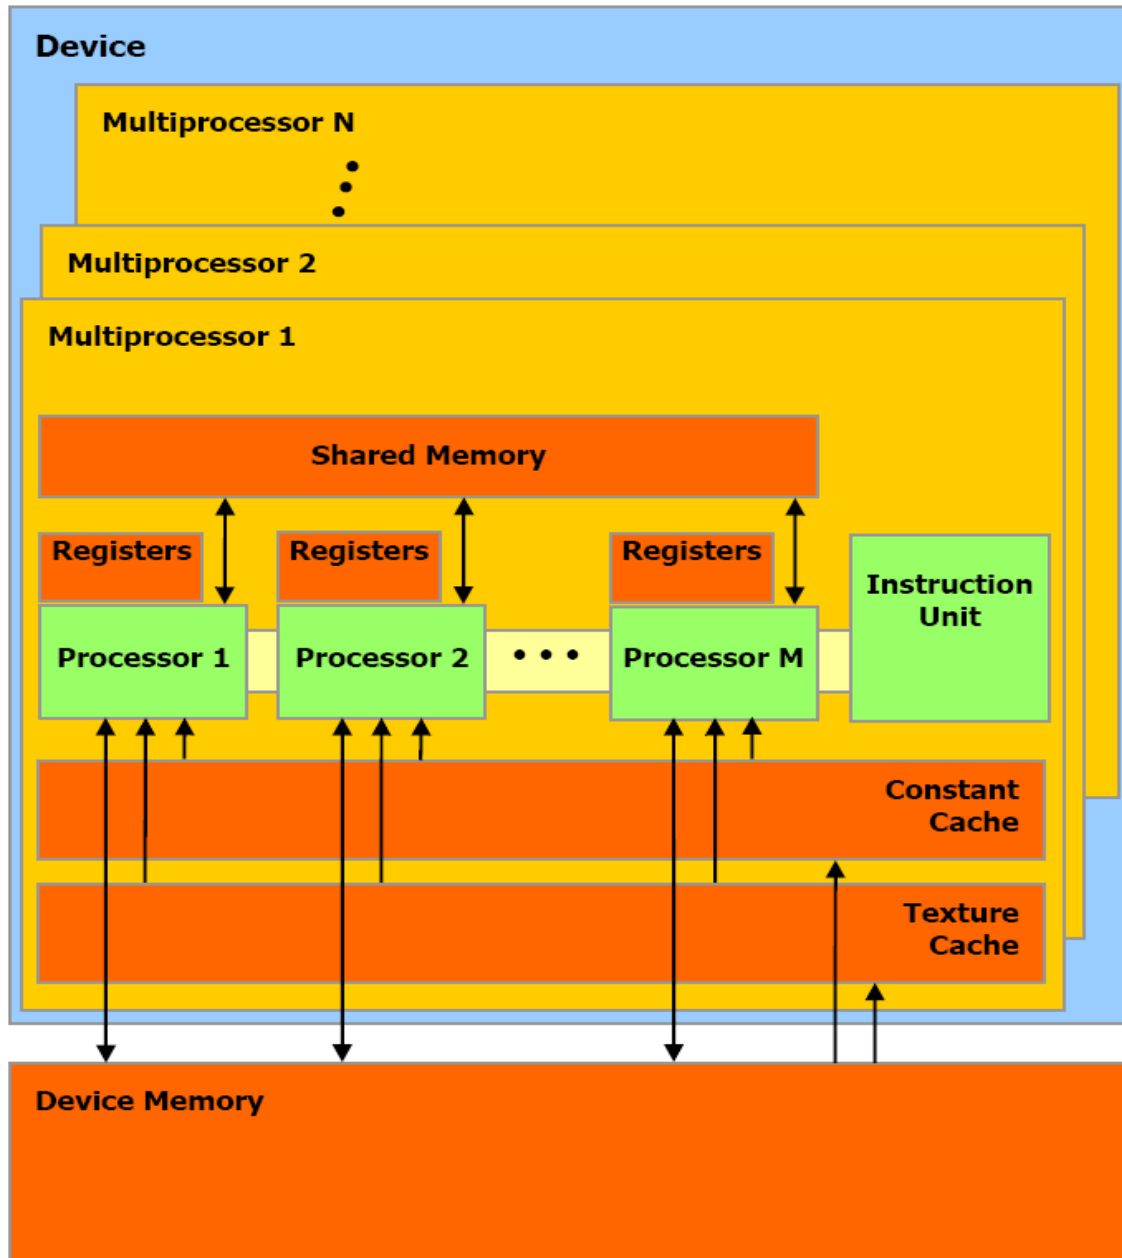 Device
Multiprocessor N
Multiprocessor 2
Multiprocessor 1
Shared Memory
Registers
Registers
Registers
Instruction
Unit
Processor 1
Processor 2
Processor M
Constant
Cache
Texture
Cache
Device Memory